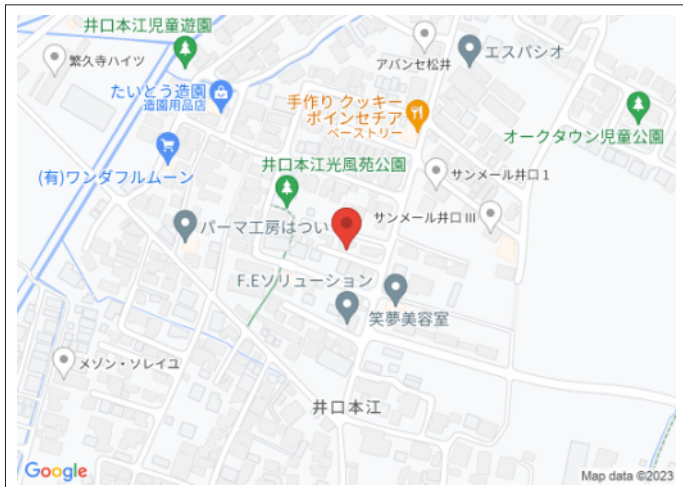 井口本江児童遊園
繁久寺ハイツ
アバンセ松井
エスパシオ
たいとう造園
造園用品店
手作り クッキー
ポインセチア
ペーストリー
オークタウン児童公園
(有)ワンダフルムーン
井口本江光風苑公園
サンメール井口 1
サンメール井口 III
パーマ工房はつい
F.Eソリューション
笑夢美容室
メゾン・ソレイユ
井口本江
Google
Map data ©2023